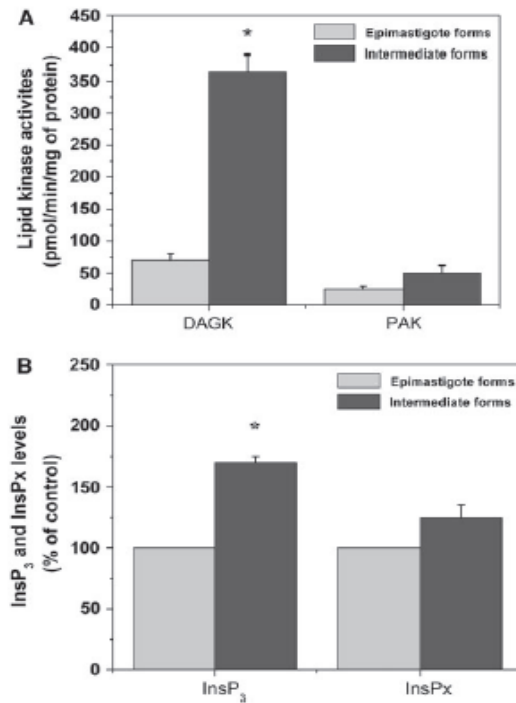 A
Lipid kinase activites
(pmol/min/mg of protein)
450
400
350
300
250
200
150
100
50
0
*
Epimastigote forms
Intermediate forms
DAGK PAK
B
InsP₃ and InsPx levels
(% of control)
250
200
150
100
50
0
*
Epimastigote forms
Intermediate forms
InsP₃ InsPx